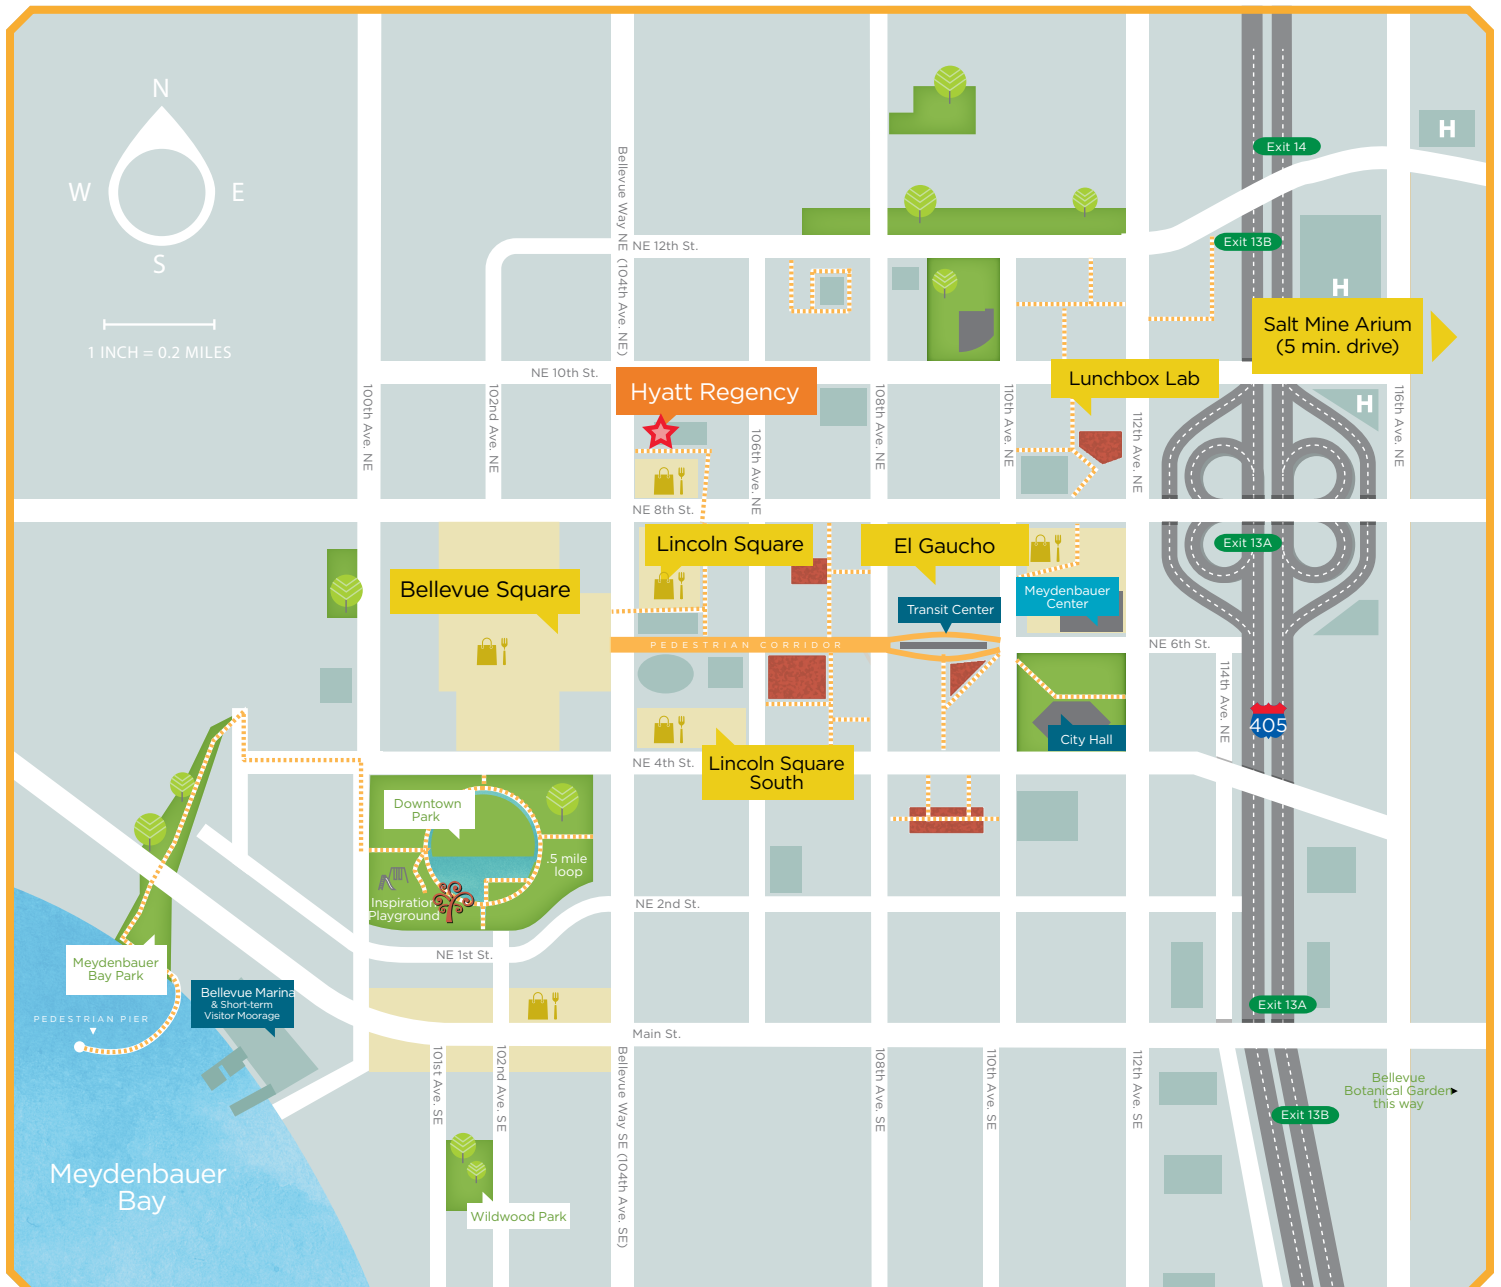 N
W
E
S
1 INCH = 0.2 MILES
Exit 14
H
Exit 13B
H
Bellevue Way NE (104th Ave. NE)
NE 12th St.
Salt Mine Arium
(5 min. drive)
NE 10th St.
Hyatt Regency
Lunchbox Lab
H
100th Ave. NE
102nd Ave. NE
106th Ave. NE
108th Ave. NE
110th Ave. NE
112th Ave. NE
116th Ave. NE
NE 8th St.
Lincoln Square
El Gaucho
Exit 13A
Bellevue Square
Transit Center
Meydenbauer
Center
PEDESTRIAN CORRIDOR
NE 6th St.
114th Ave. NE
405
City Hall
NE 4th St.
Lincoln Square
South
Downtown
Park
.5 mile
loop
Inspiration
Playground
NE 2nd St.
NE 1st St.
Meydenbauer
Bay Park
Bellevue Marina
& Short-term
Visitor Moorage
PEDESTRIAN PIER
Exit 13A
Main St.
101st Ave. SE
102nd Ave. SE
Bellevue Way SE (104th Ave. SE)
108th Ave. SE
110th Ave. SE
112th Ave. SE
Bellevue
Botanical Garden
this way
Exit 13B
Meydenbauer
Bay
Wildwood Park